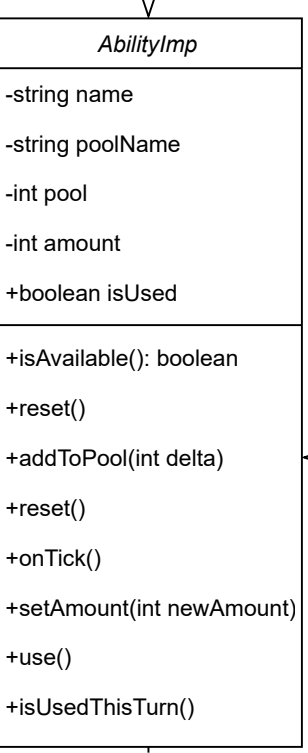 AbilityImp
-string name
-string poolName
-int pool
-int amount
+boolean isUsed
+isAvailable(): boolean
+reset()
+addToPool(int delta)
+reset()
+onTick()
+setAmount(int newAmount)
+use()
+isUsedThisTurn()